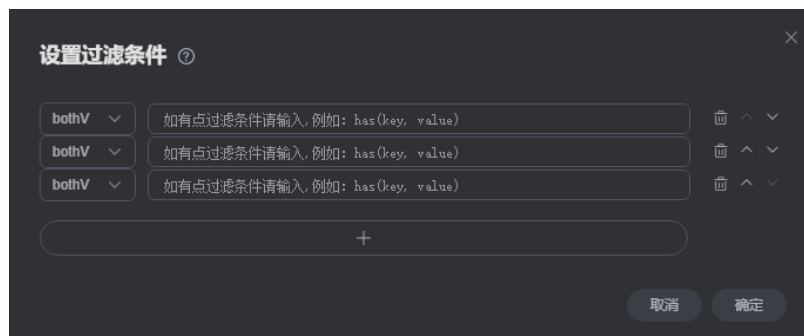 设置过滤条件
bothV 如有点过滤条件请输入,例如: has(key, value)
bothV 如有点过滤条件请输入,例如: has(key, value)
bothV 如有点过滤条件请输入,例如: has(key, value)
取消 确定